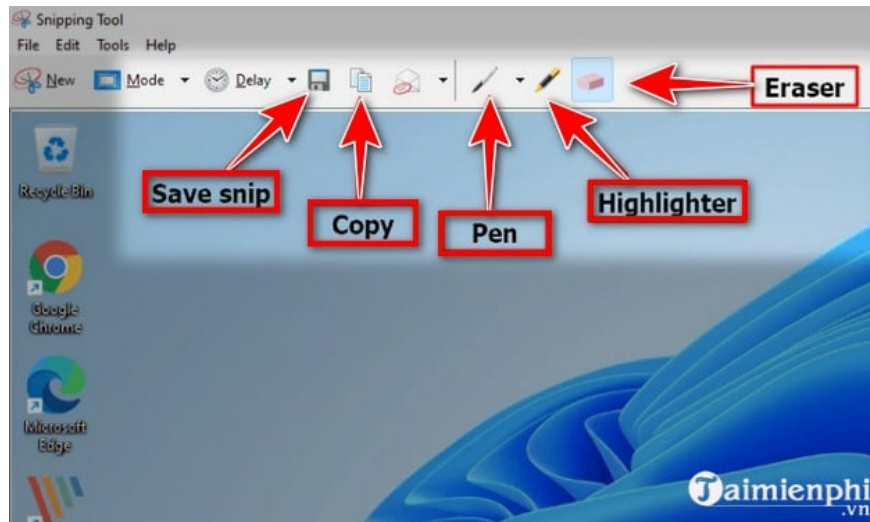 Snipping Tool
File Edit Tools Help
New Mode Delay
Eraser
Recycle Bin
Save snip
Highlighter
Copy
Pen
Google
Chrome
Microsoft
Edge
Taimienphi
.vn